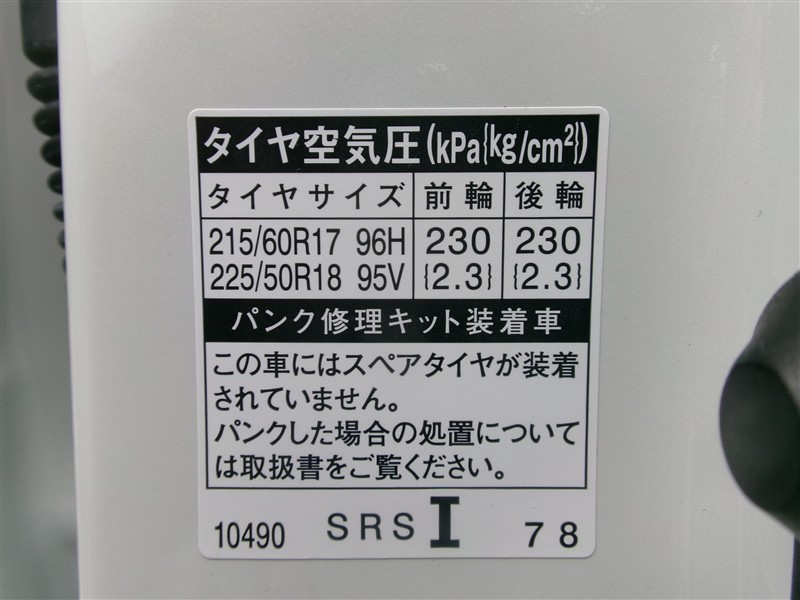 タイヤ空気圧(kPa{kg/cm²})
タイヤサイズ 前輪 後輪
215/60R17 96H 230 230
225/50R18 95V {2.3} {2.3}
パンク修理キット装着車
この車にはスペアタイヤが装着
されていません。
パンクした場合の処置について
は取扱書をご覧ください。
10490 SRS I 78